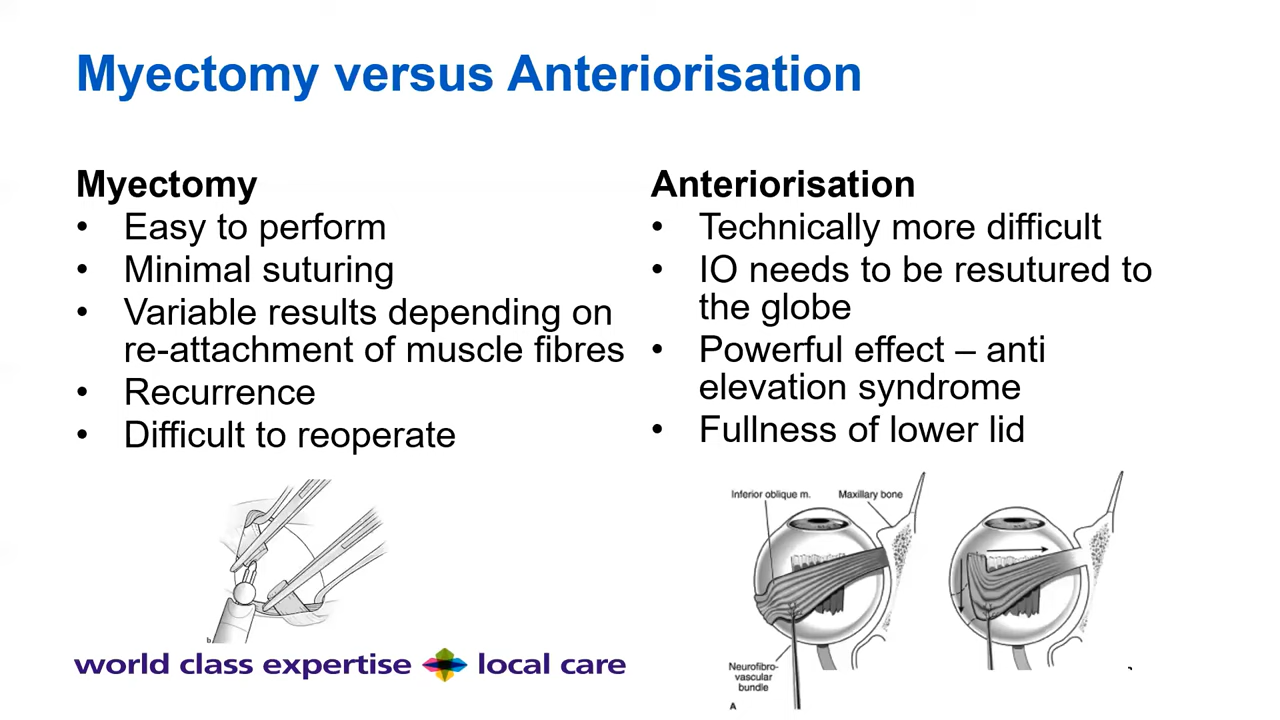 Myectomy versus Anteriorisation
Myectomy
• Easy to perform
• Minimal suturing
• Variable results depending on
re-attachment of muscle fibres
• Recurrence
• Difficult to reoperate
Anteriorisation
• Technically more difficult
• IO needs to be resutured to
the globe
• Powerful effect – anti
elevation syndrome
• Fullness of lower lid
b
Inferior oblique m.
Maxillary bone
Neurofibro-
vascular
bundle
A
world class expertise local care